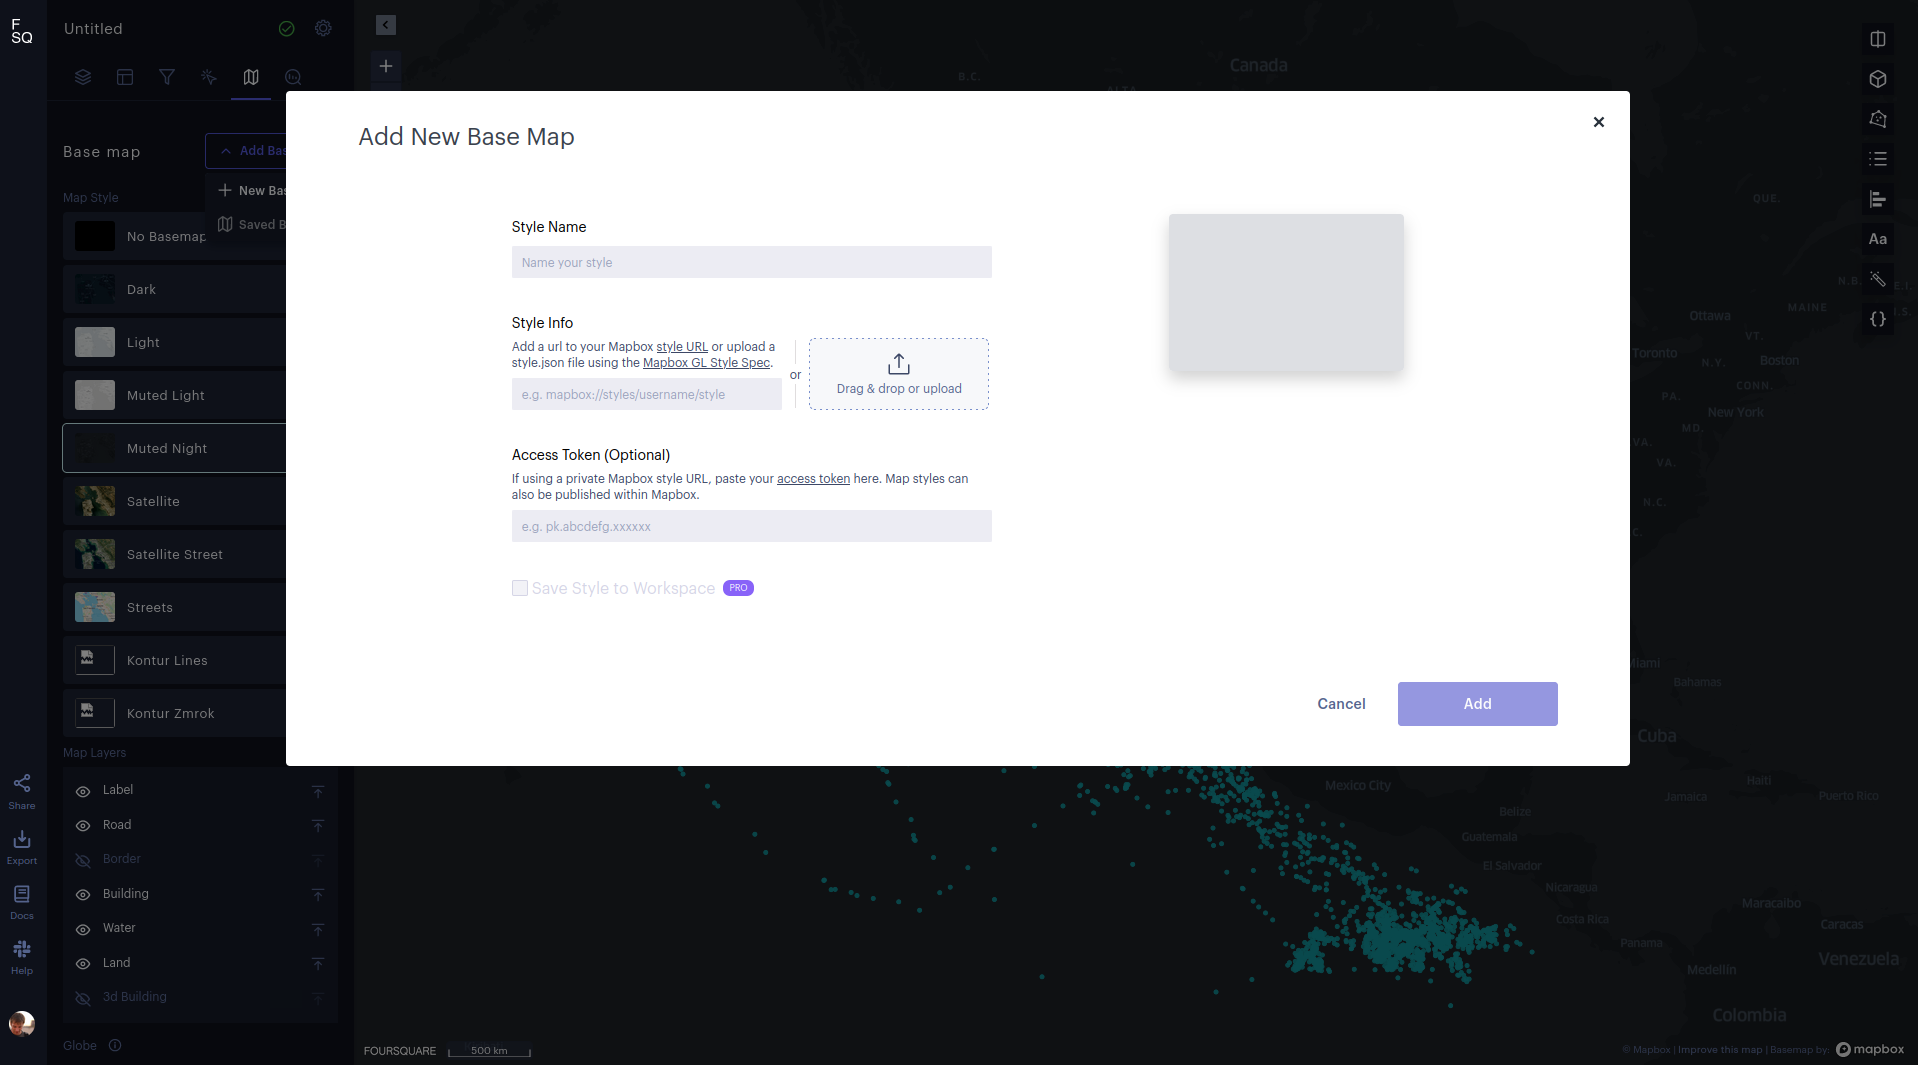 F
SQ
Untitled
Base map
Add Bas
New Bas
Saved B
Map Style
No Basemap
Dark
Light
Muted Light
Muted Night
Satellite
Satellite Street
Streets
Kontur Lines
Kontur Zmrok
Map Layers
Label
Road
Border
Building
Water
Land
3d Building
Globe
Share
Export
Docs
Help
Add New Base Map
Style Name
Name your style
Style Info
Add a url to your Mapbox style URL or upload a
style.json file using the Mapbox GL Style Spec.
e.g. mapbox://styles/username/style
or
Drag & drop or upload
Access Token (Optional)
If using a private Mapbox style URL, paste your access token here. Map styles can
also be published within Mapbox.
e.g. pk.abcdefg.xxxxxx
Save Style to Workspace PRO
Cancel
Add
Canada
B.C.
ALTA.
QUE.
Aa
N.B.
MAINE
Ottawa
VT.
Toronto
N.Y.
Boston
CONN.
PA.
New York
MD.
VA.
VA.
N.C.
Miami
Bahamas
Cuba
Mexico City
Haiti
Jamaica
Puerto Rico
Belize
Guatemala
El Salvador
Nicaragua
Costa Rica
Maracaibo
Caracas
Panama
Venezuela
Medellín
Colombia
FOURSQUARE
500 km
© Mapbox | Improve this map | Basemap by: mapbox